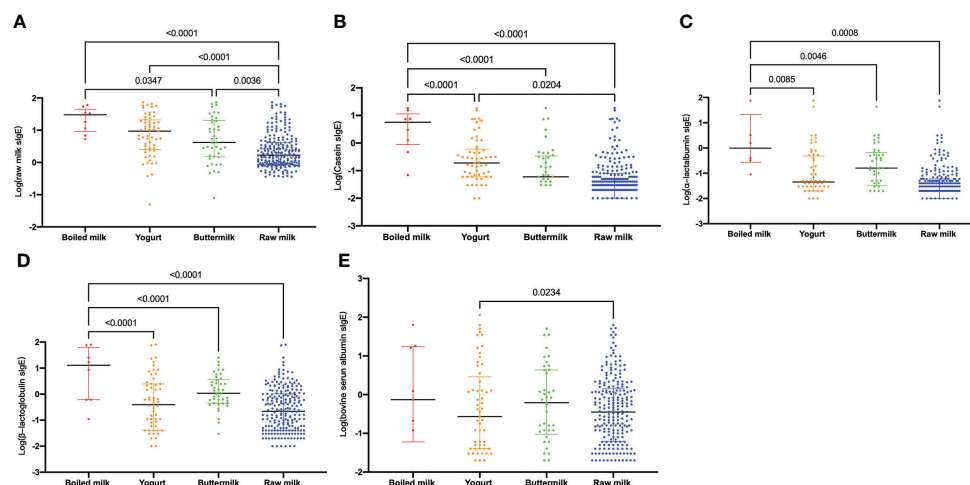 A
<0.0001
<0.0001
0.0347
0.0036
Log(raw milk sIgE)
2
1
0
-1
-2
Boiled milk
Yogurt
Buttermilk
Raw milk
B
<0.0001
<0.0001
<0.0001
0.0204
Log(Casein sIgE)
2
1
0
-1
-2
-3
Boiled milk
Yogurt
Buttermilk
Raw milk
C
0.0008
0.0046
0.0085
Log(α-lactalbumin sIgE)
2
1
0
-1
-2
-3
Boiled milk
Yogurt
Buttermilk
Raw milk
D
<0.0001
<0.0001
<0.0001
Log(β-lactoglobulin sIgE)
2
1
0
-1
-2
-3
Boiled milk
Yogurt
Buttermilk
Raw milk
E
0.0234
Log(bovine serun albumin sIgE)
1
0
-1
-2
Boiled milk
Yogurt
Buttermilk
Raw milk